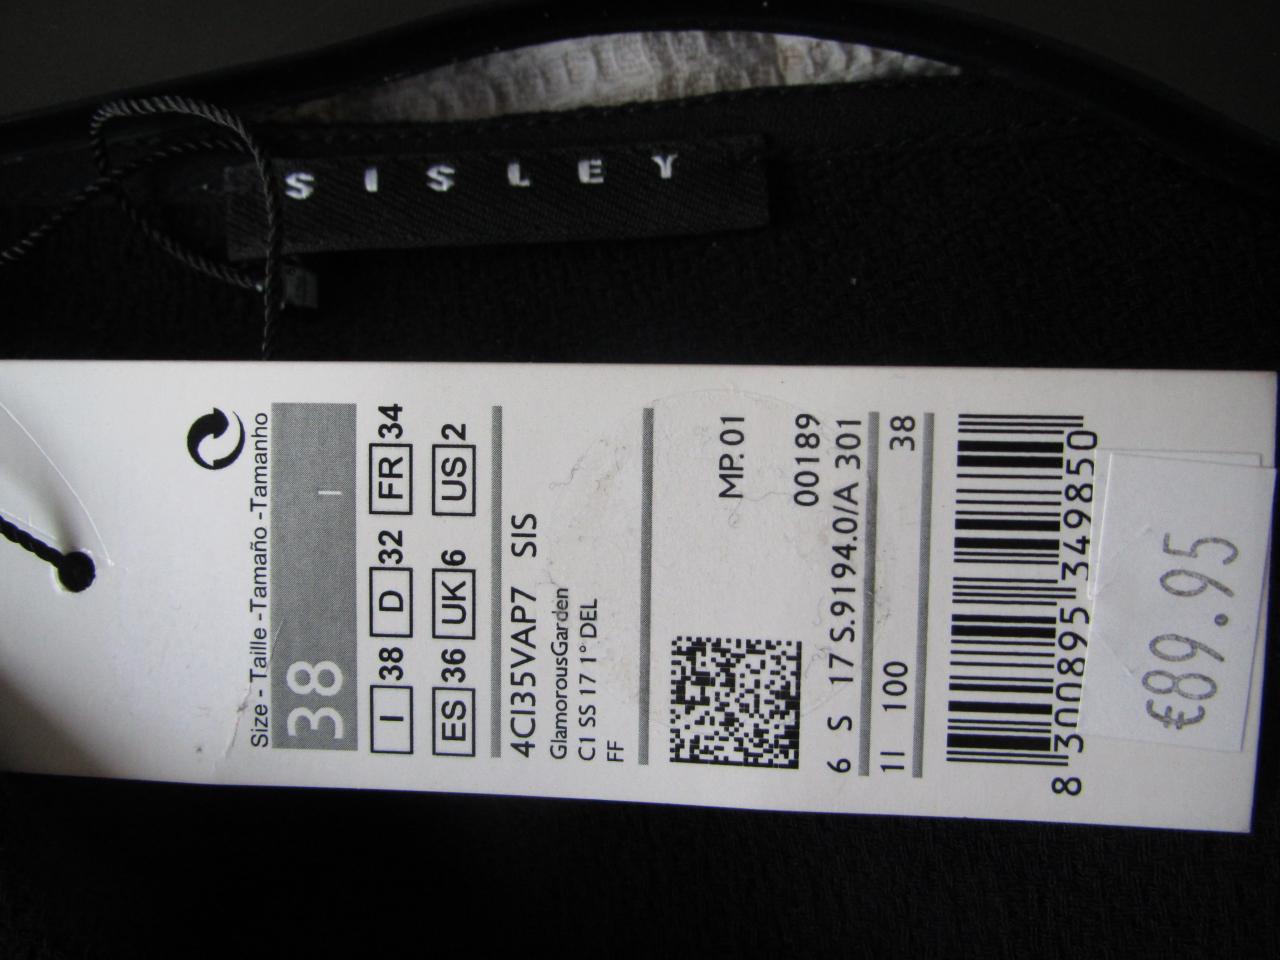 SISLEY
Size - Taille -Tamaño -Tamanho
38 I
I 38 D 32 FR 34
ES 36 UK 6 US 2
4CI35VAP7 SIS
GlamorousGarden
C1 SS 17 1° DEL
FF
MP.01
00189
6 S 17 S.9194.0/A 301
1I 100 38
8 300895 349850
€89.95